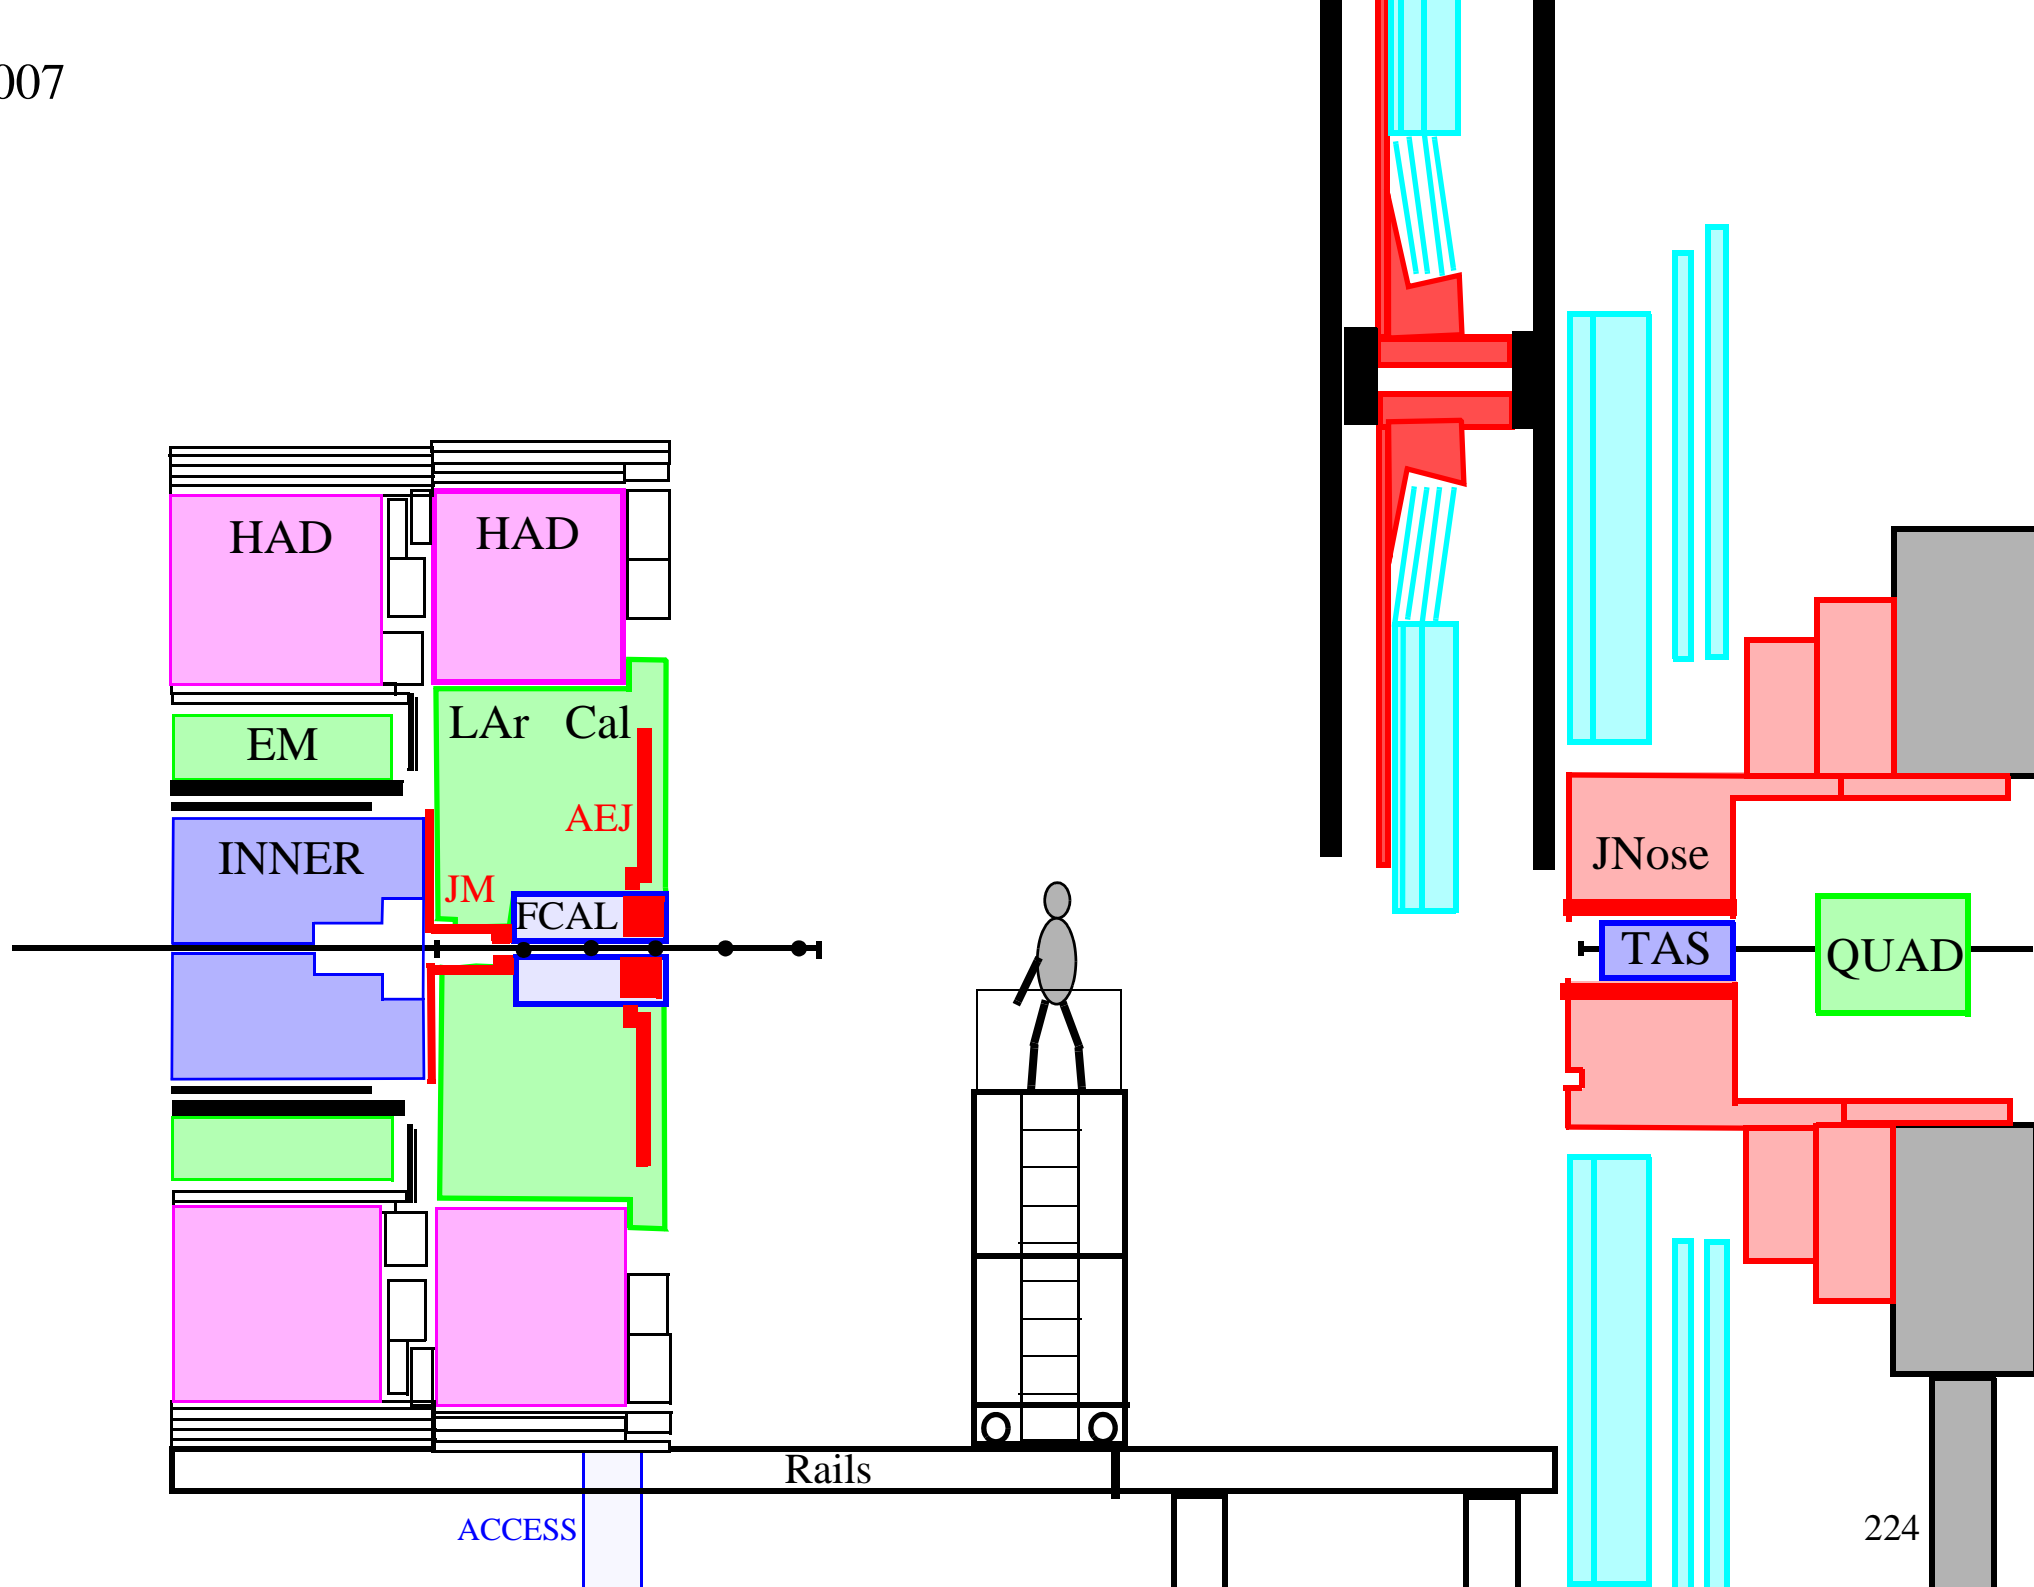 007
HAD
HAD
LAr Cal
EM
AEJ
INNER
JM
FCAL
JNose
TAS
QUAD
Rails
ACCESS
224